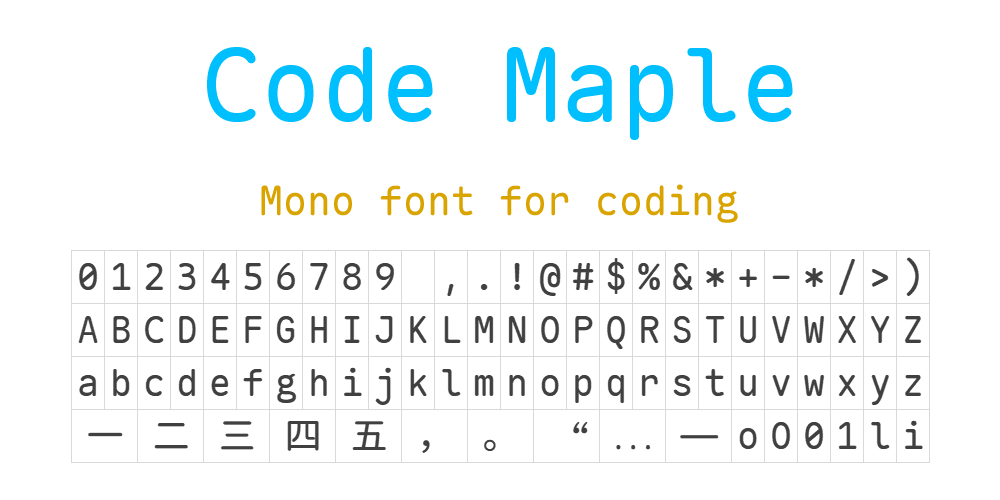 Code Maple
Mono font for coding
0 1 2 3 4 5 6 7 8 9 , . ! @ # $ % & * + - * / > )
A B C D E F G H I J K L M N O P Q R S T U V W X Y Z
a b c d e f g h i j k l m n o p q r s t u v w x y z
一 二 三 四 五 ， 。 “ … — o O 0 1 l i